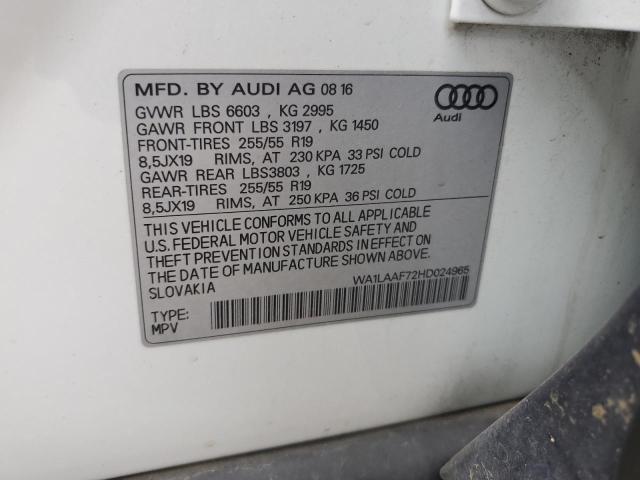 MFD. BY AUDI AG 08 16
GVWR LBS 6603 , KG 2995
GAWR FRONT LBS 3197 , KG 1450
FRONT-TIRES 255/55 R19
8,5JX19 RIMS, AT 230 KPA 33 PSI COLD
GAWR REAR LBS3803 , KG 1725
REAR-TIRES 255/55 R19
8,5JX19 RIMS, AT 250 KPA 36 PSI COLD
Audi
THIS VEHICLE CONFORMS TO ALL APPLICABLE
U.S. FEDERAL MOTOR VEHICLE SAFETY AND
THEFT PREVENTION STANDARDS IN EFFECT ON
THE DATE OF MANUFACTURE SHOWN ABOVE.
SLOVAKIA
WA1LAAF72HD024965
TYPE:
MPV